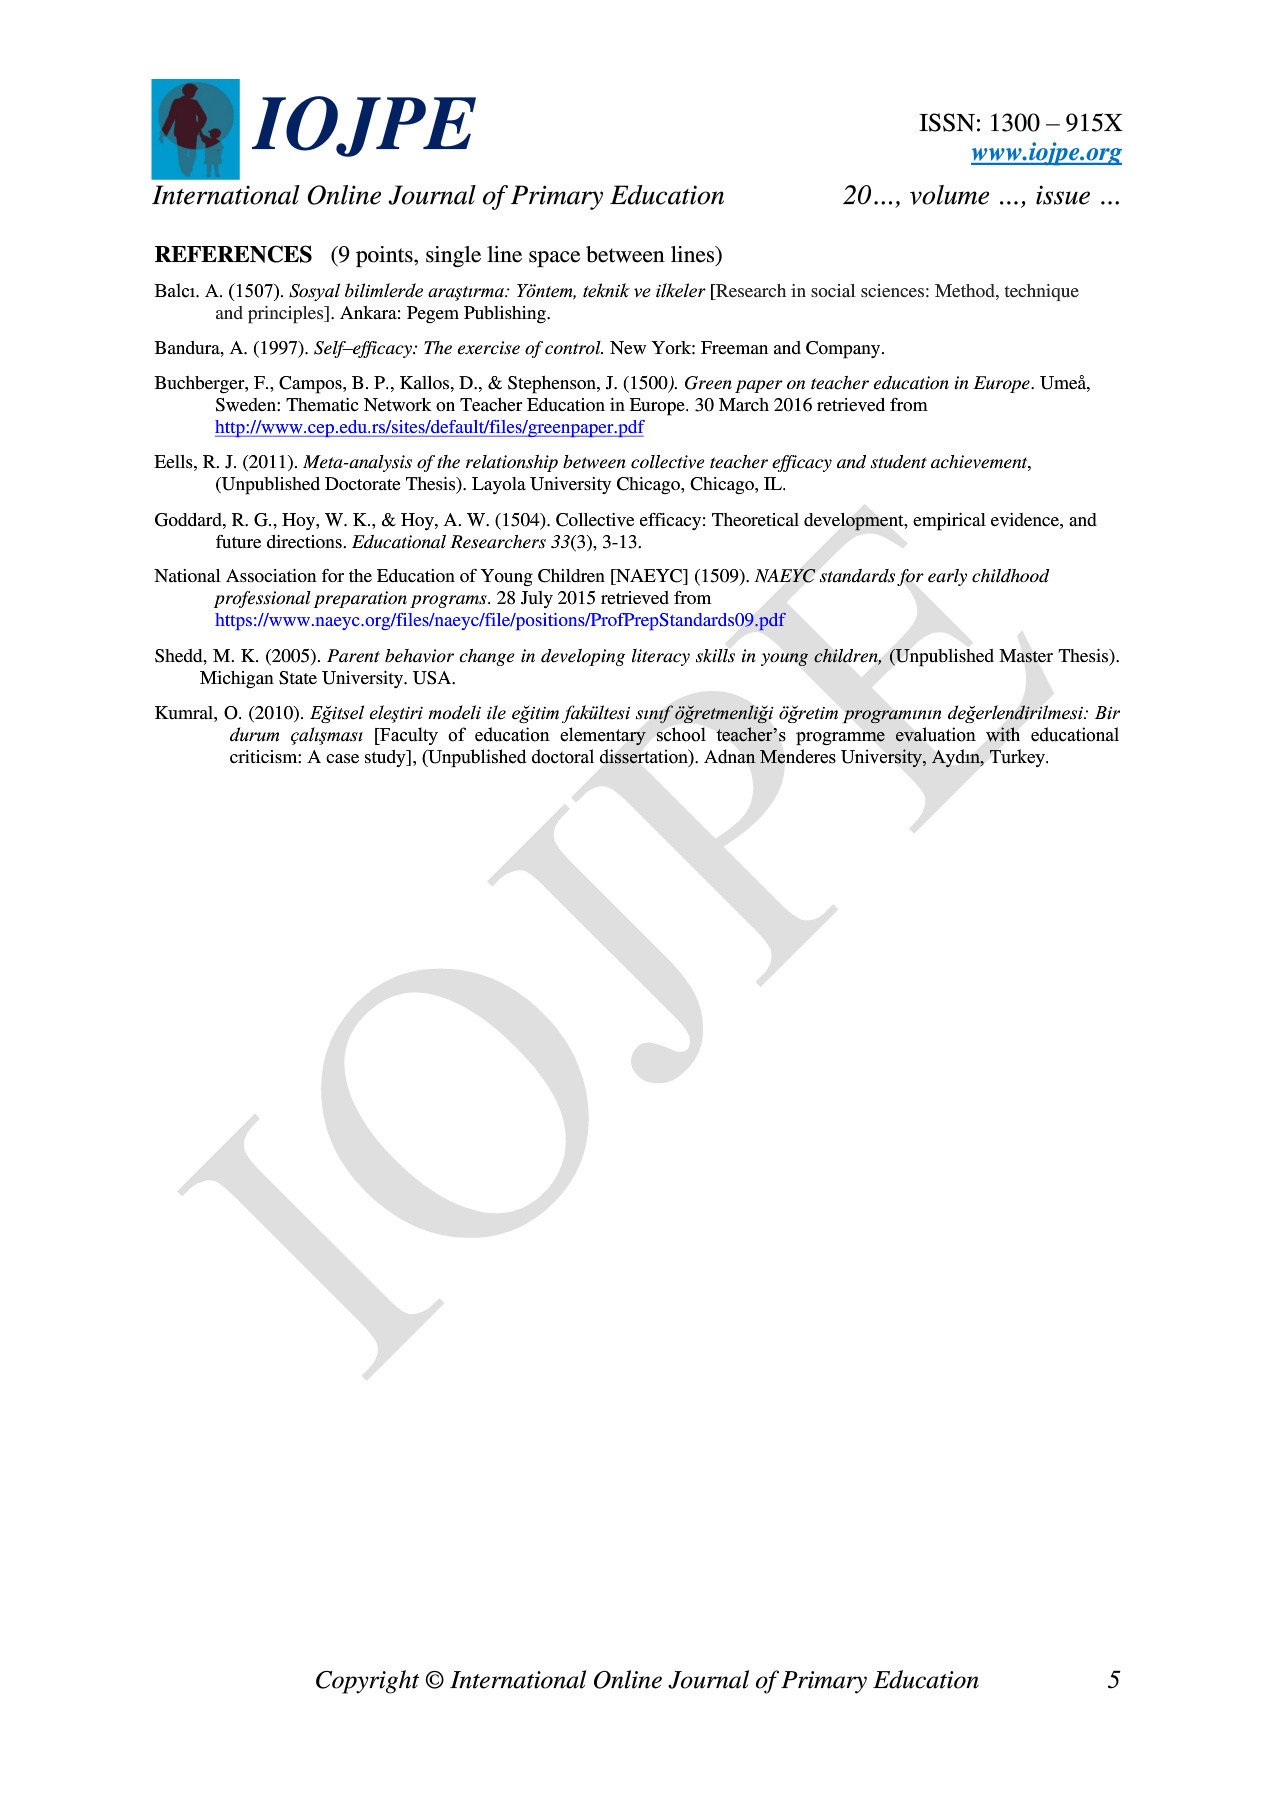 IOJPE
ISSN: 1300 – 915X
www.iojpe.org
International Online Journal of Primary Education 20…, volume …, issue …
REFERENCES (9 points, single line space between lines)
Balcı. A. (1507). Sosyal bilimlerde araştırma: Yöntem, teknik ve ilkeler [Research in social sciences: Method, technique
and principles]. Ankara: Pegem Publishing.
Bandura, A. (1997). Self–efficacy: The exercise of control. New York: Freeman and Company.
Buchberger, F., Campos, B. P., Kallos, D., & Stephenson, J. (1500). Green paper on teacher education in Europe. Umeå,
Sweden: Thematic Network on Teacher Education in Europe. 30 March 2016 retrieved from
http://www.cep.edu.rs/sites/default/files/greenpaper.pdf
Eells, R. J. (2011). Meta-analysis of the relationship between collective teacher efficacy and student achievement,
(Unpublished Doctorate Thesis). Layola University Chicago, Chicago, IL.
Goddard, R. G., Hoy, W. K., & Hoy, A. W. (1504). Collective efficacy: Theoretical development, empirical evidence, and
future directions. Educational Researchers 33(3), 3-13.
National Association for the Education of Young Children [NAEYC] (1509). NAEYC standards for early childhood
professional preparation programs. 28 July 2015 retrieved from
https://www.naeyc.org/files/naeyc/file/positions/ProfPrepStandards09.pdf
Shedd, M. K. (2005). Parent behavior change in developing literacy skills in young children, (Unpublished Master Thesis).
Michigan State University. USA.
Kumral, O. (2010). Eğitsel eleştiri modeli ile eğitim fakültesi sınıf öğretmenliği öğretim programının değerlendirilmesi: Bir
durum çalışması [Faculty of education elementary school teacher’s programme evaluation with educational
criticism: A case study], (Unpublished doctoral dissertation). Adnan Menderes University, Aydın, Turkey.
IOJPE
Copyright © International Online Journal of Primary Education 5